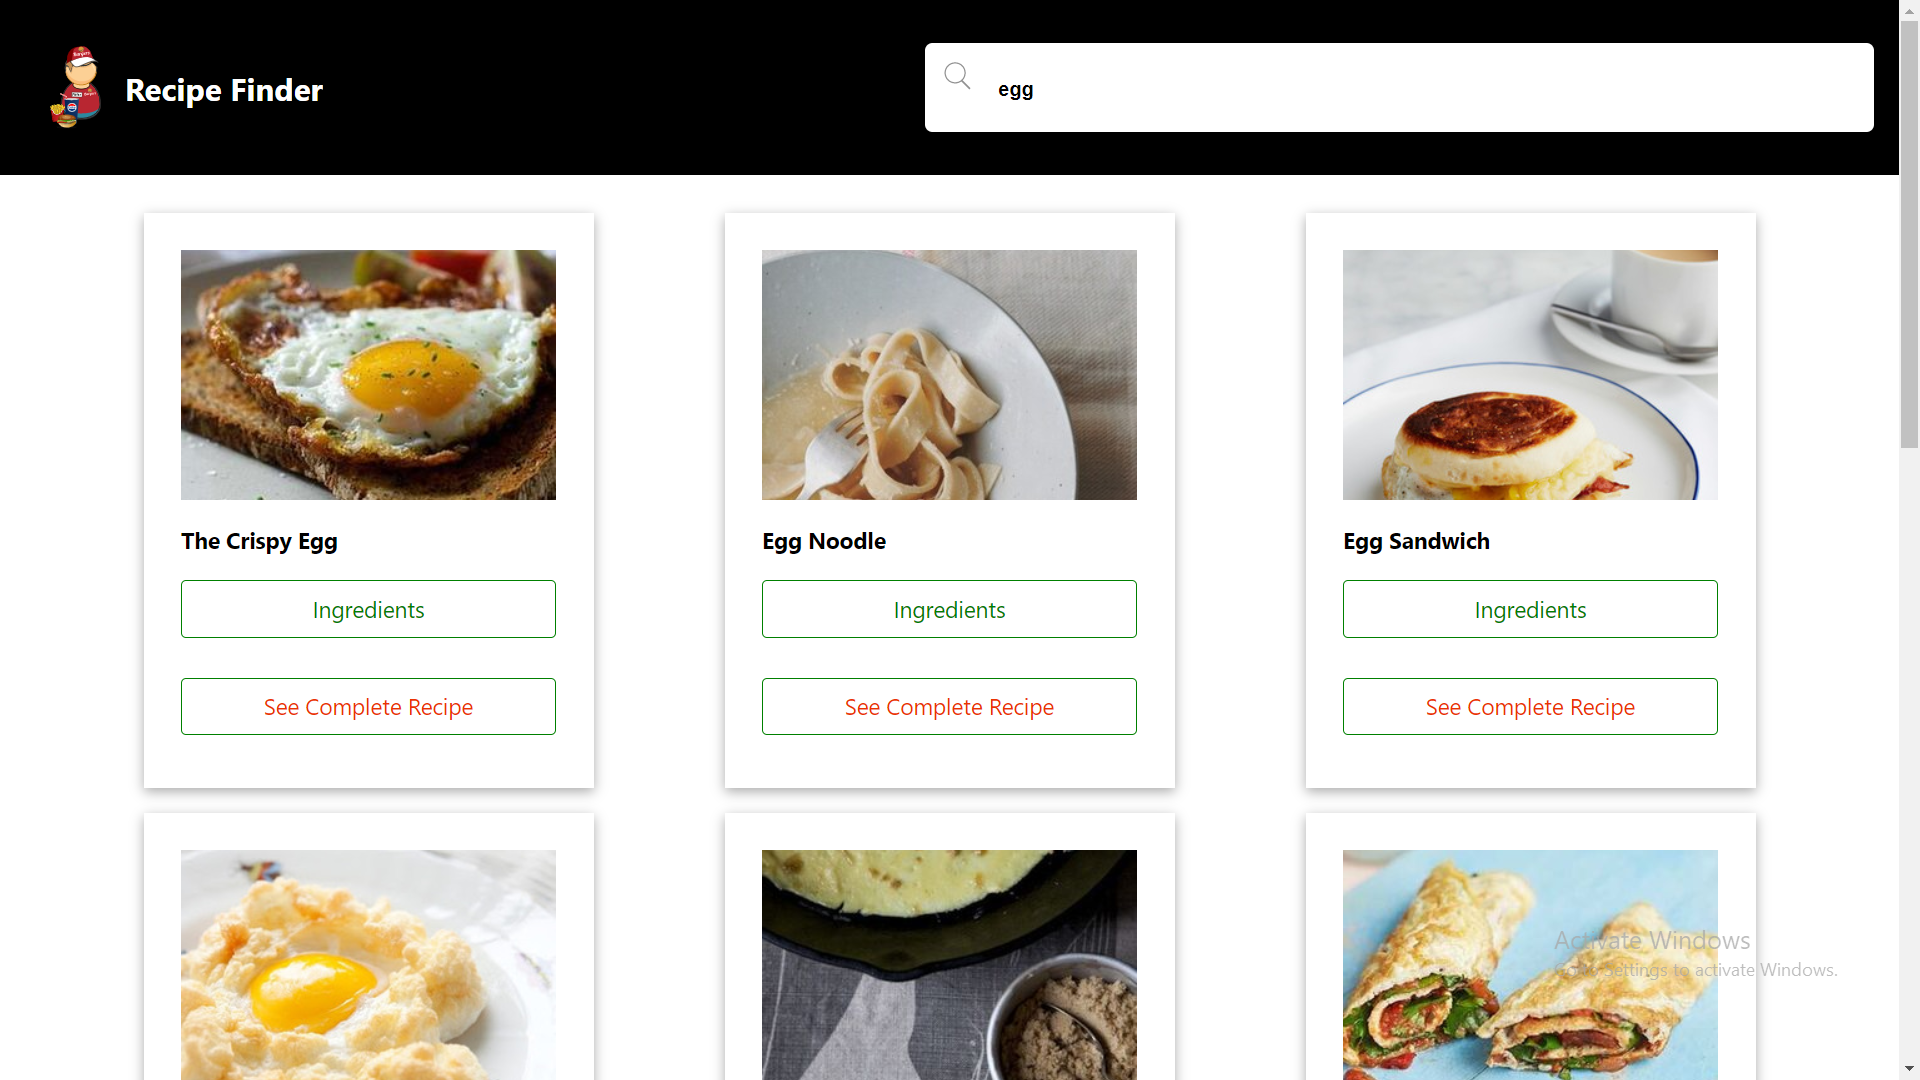 Recipe Finder
egg
The Crispy Egg
Egg Noodle
Egg Sandwich
Ingredients
Ingredients
Ingredients
See Complete Recipe
See Complete Recipe
See Complete Recipe
Activate Windows
Go to Settings to activate Windows.